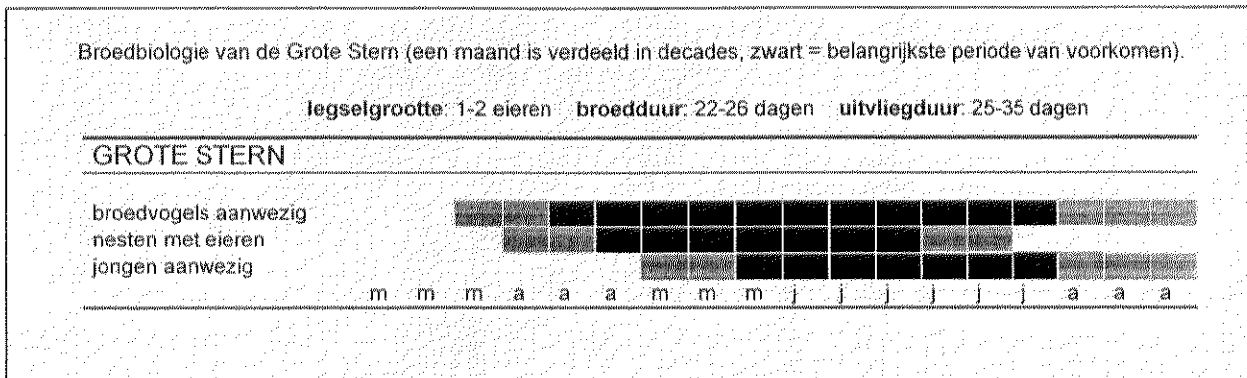 Broedbiologie van de Grote Stern (een maand is verdeeld in decades, zwart = belangrijkste periode van voorkomen).
legselgrootte: 1-2 eieren broedduur: 22-26 dagen uitvliegduur: 25-35 dagen
GROTE STERN
broedvogels aanwezig
nesten met eieren
jongen aanwezig
m m m a a a m m m j j j j j j a a a